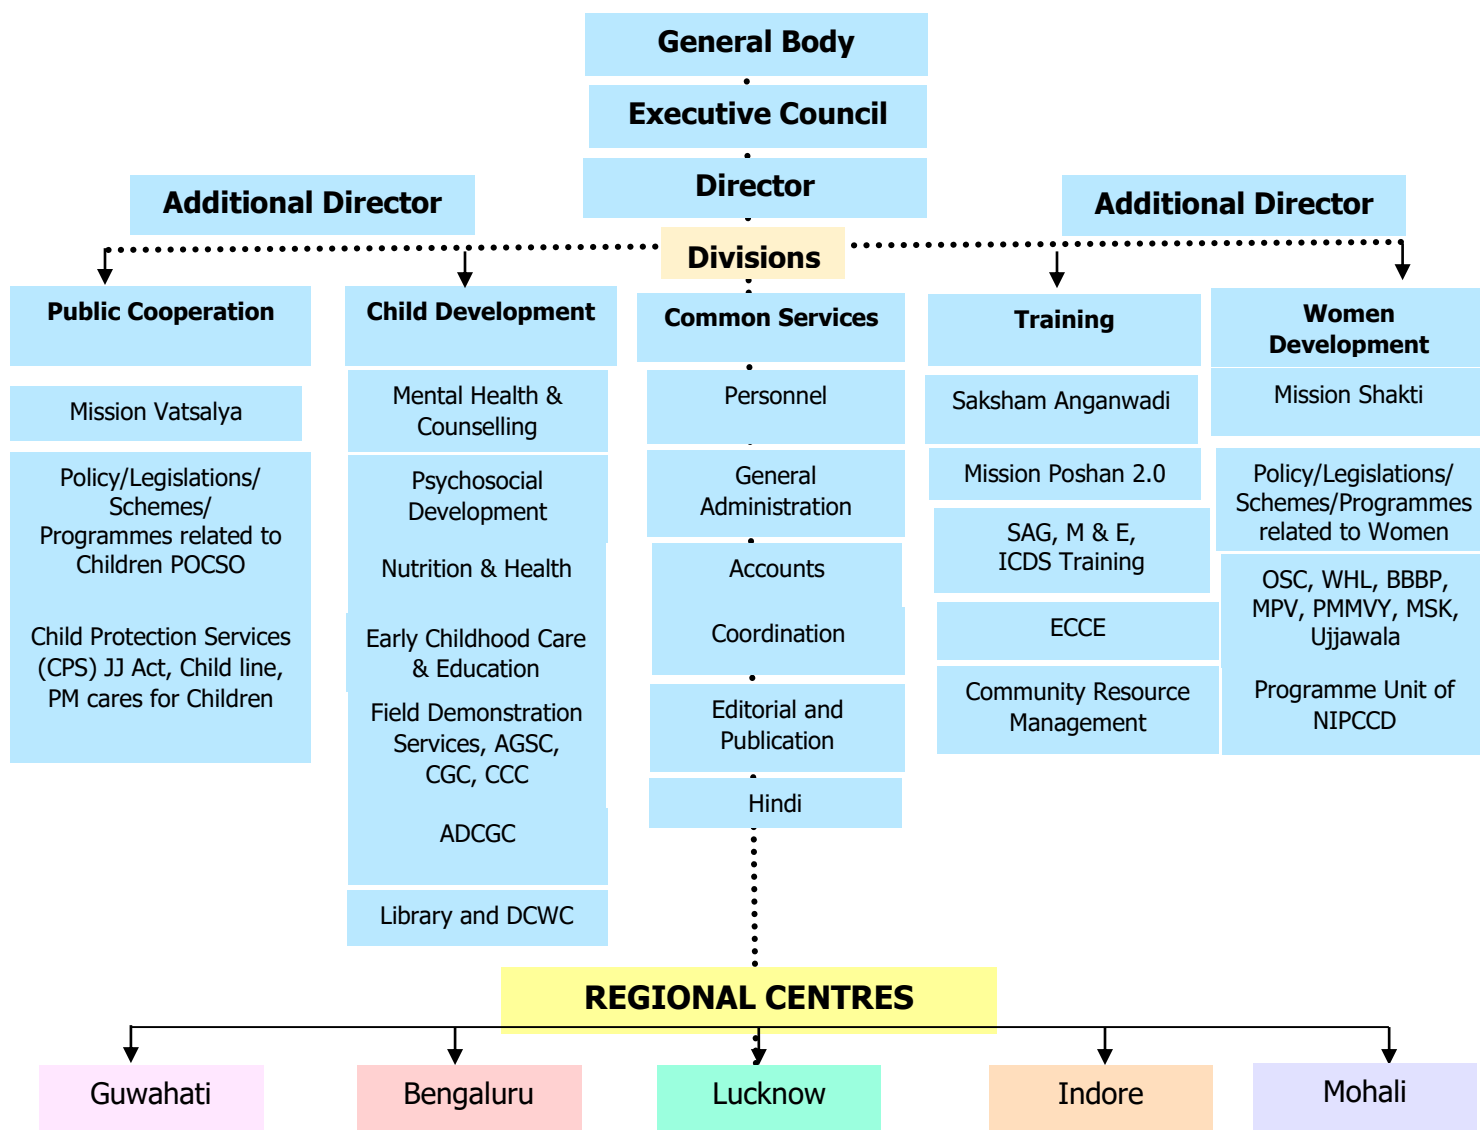 General Body
Executive Council
Director
Additional Director
Additional Director
Divisions
Public Cooperation
Mission Vatsalya
Policy/Legislations/
Schemes/
Programmes related to
Children POCSO
Child Protection Services
(CPS) JJ Act, Child line,
PM cares for Children
Child Development
Mental Health &
Counselling
Psychosocial
Development
Nutrition & Health
Early Childhood Care
& Education
Field Demonstration
Services, AGSC,
CGC, CCC
ADCGC
Library and DCWC
Common Services
Personnel
General
Administration
Accounts
Coordination
Editorial and
Publication
Hindi
Training
Saksham Anganwadi
Mission Poshan 2.0
SAG, M & E,
ICDS Training
ECCE
Community Resource
Management
Women
Development
Mission Shakti
Policy/Legislations/
Schemes/Programmes
related to Women
OSC, WHL, BBBP,
MPV, PMMVY, MSK,
Ujjawala
Programme Unit of
NIPCCD
REGIONAL CENTRES
Guwahati
Bengaluru
Lucknow
Indore
Mohali